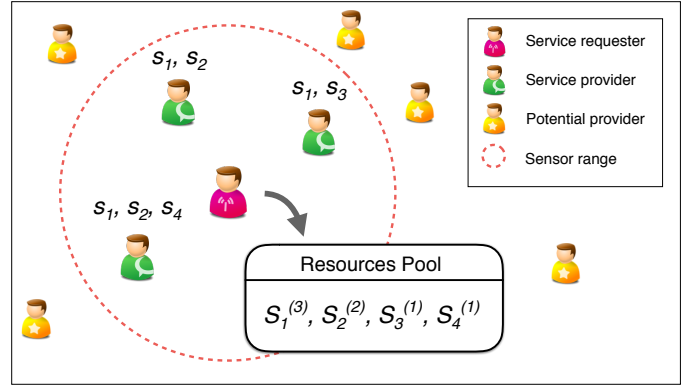 s₁, s₂
s₁, s₃
s₁, s₂, s₄
Resources Pool
S₁⁽³⁾, S₂⁽²⁾, S₃⁽¹⁾, S₄⁽¹⁾
Service requester
Service provider
Potential provider
Sensor range